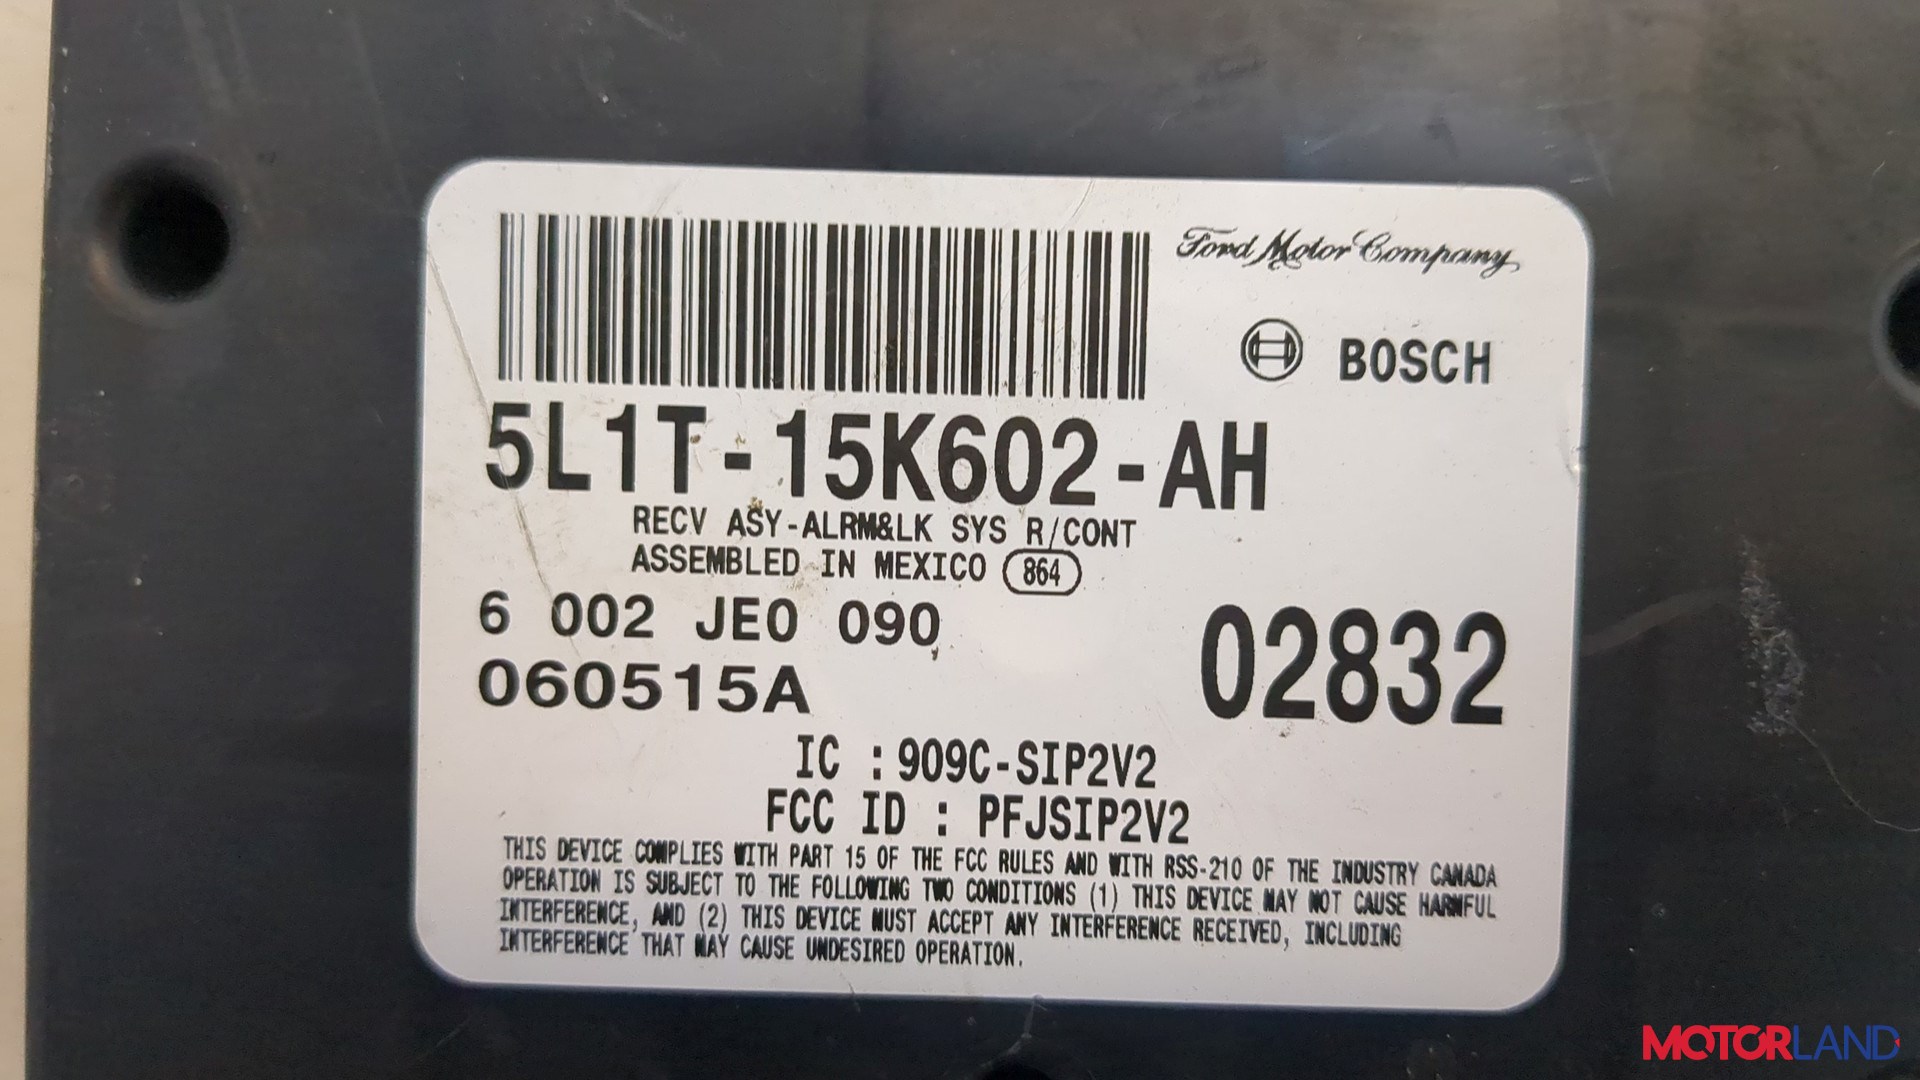 Ford Motor Company
BOSCH
5L1T-15K602-AH
RECV ASY-ALRM&LK SYS R/CONT
ASSEMBLED IN MEXICO 864
6 002 JE0 090
060515A
02832
IC :909C-SIP2V2
FCC ID : PFJSIP2V2
THIS DEVICE COMPLIES WITH PART 15 OF THE FCC RULES AND WITH RSS-210 OF THE INDUSTRY CANADA
OPERATION IS SUBJECT TO THE FOLLOWING TWO CONDITIONS (1) THIS DEVICE MAY NOT CAUSE HARMFUL
INTERFERENCE, AND (2) THIS DEVICE MUST ACCEPT ANY INTERFERENCE RECEIVED, INCLUDING
INTERFERENCE THAT MAY CAUSE UNDESIRED OPERATION.
MOTORLAND